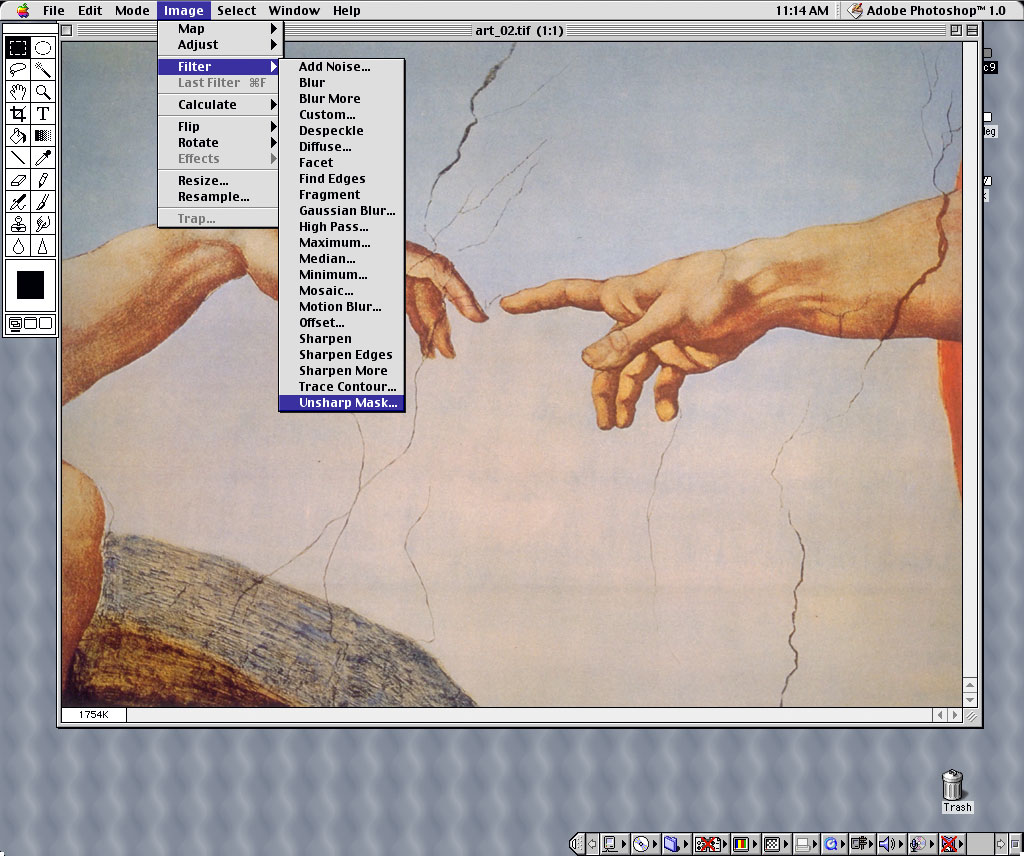 File Edit Mode Image Select Window Help 11:14 AM Adobe Photoshop™ 1.0
art_02.tif (1:1)
Map
Adjust
Filter
Last Filter ⌘F
Calculate
Flip
Rotate
Effects
Resize...
Resample...
Trap...
Add Noise...
Blur
Blur More
Custom...
Despeckle
Diffuse...
Facet
Find Edges
Fragment
Gaussian Blur...
High Pass...
Maximum...
Median...
Minimum...
Mosaic...
Motion Blur...
Offset...
Sharpen
Sharpen Edges
Sharpen More
Trace Contour...
Unsharp Mask...
T
c9
1754K
Trash